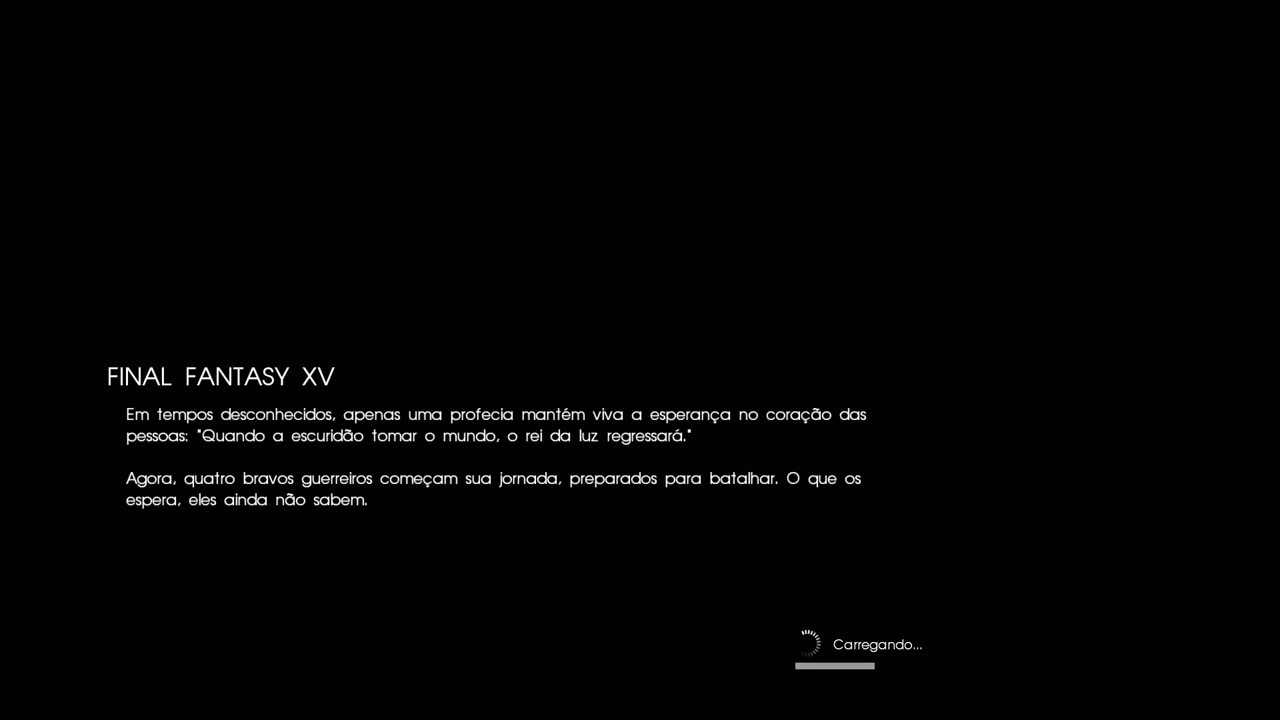 FINAL FANTASY XV
Em tempos desconhecidos, apenas uma profecia mantém viva a esperança no coração das
pessoas: "Quando a escuridão tomar o mundo, o rei da luz regressará."
Agora, quatro bravos guerreiros começam sua jornada, preparados para batalhar. O que os
espera, eles ainda não sabem.
Carregando...